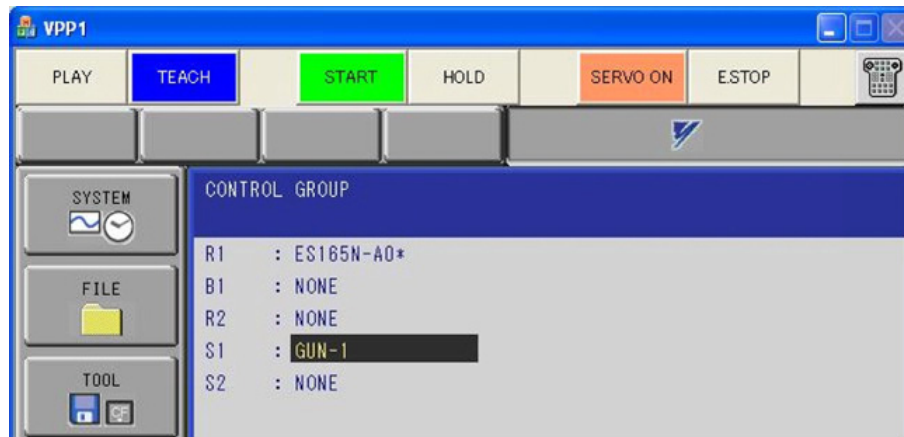 VPP1
PLAY TEACH START HOLD SERVO ON E.STOP
SYSTEM
FILE
TOOL
CF
CONTROL GROUP
R1 : ES165N-A0*
B1 : NONE
R2 : NONE
S1 : GUN-1
S2 : NONE